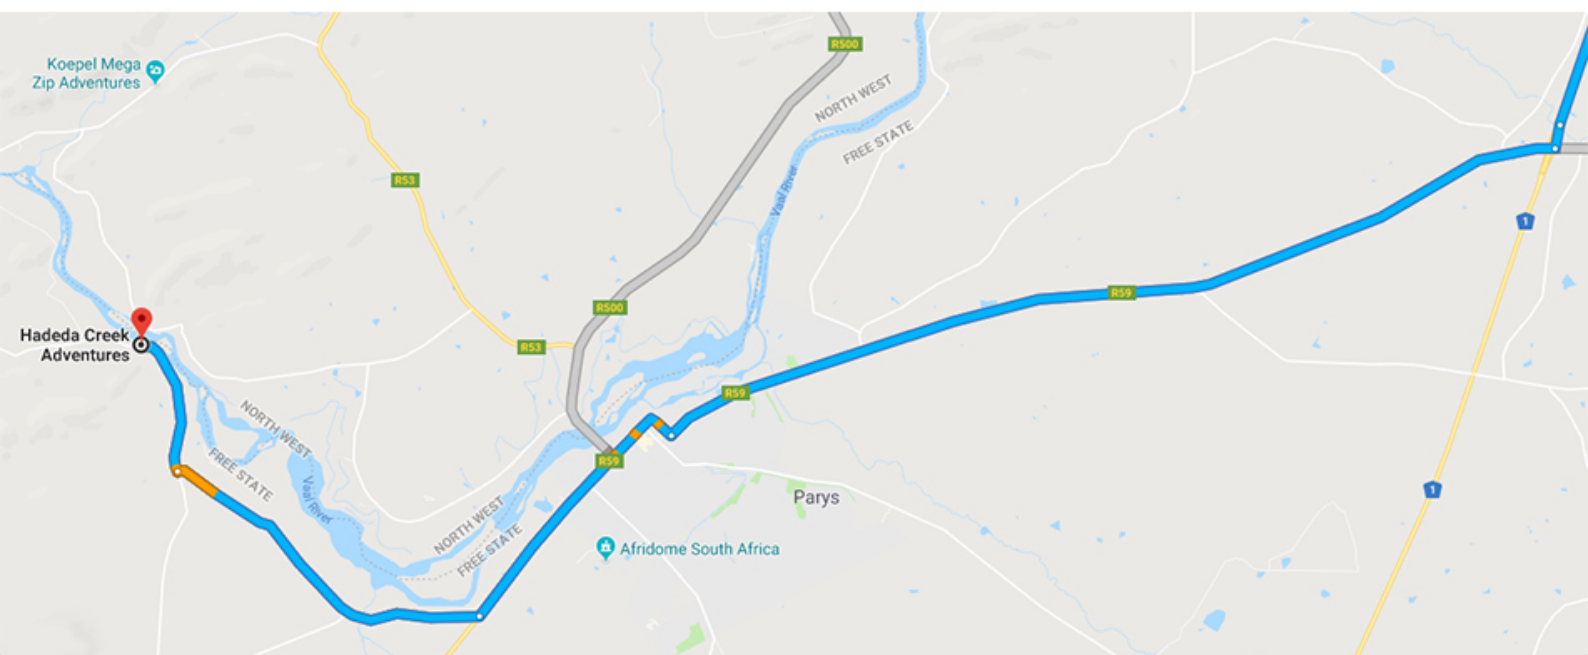 R500
Koepel Mega
Zip Adventures
NORTH WEST
FREE STATE
R53
Vaal River
1
R59
R500
Hadeda Creek
Adventures
R53
R59
NORTH WEST
FREE STATE
R59
Vaal River
Parys
1
NORTH WEST
FREE STATE
Afridome South Africa